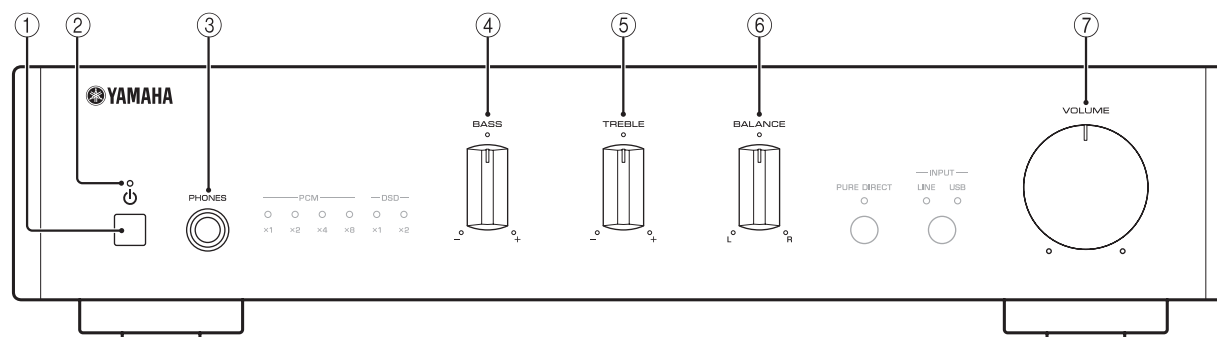 ① ② ③ ④ ⑤ ⑥ ⑦
YAMAHA
VOLUME
BASS TREBLE BALANCE
INPUT
PURE DIRECT LINE USB
PHONES
PCM DSD
×1 ×2 ×4 ×8 ×1 ×2
− + − + L R